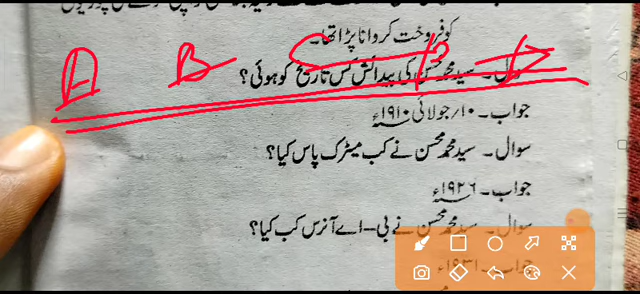 کو فروخت کروانا پڑا تھا۔
A B C B D
سوال۔ سید محمد محسن کی پیدائش کس تاریخ کو ہوئی؟
جواب۔ ۱۰/جولائی ۱۹۱۰ء
سوال۔ سید محمد محسن نے کب میٹرک پاس کیا؟
جواب۔ ۱۹۲۶ء
سوال۔ سید محمد محسن نے بی-اے آنرس کب کیا؟
جواب۔ ۱۹۳۱ء